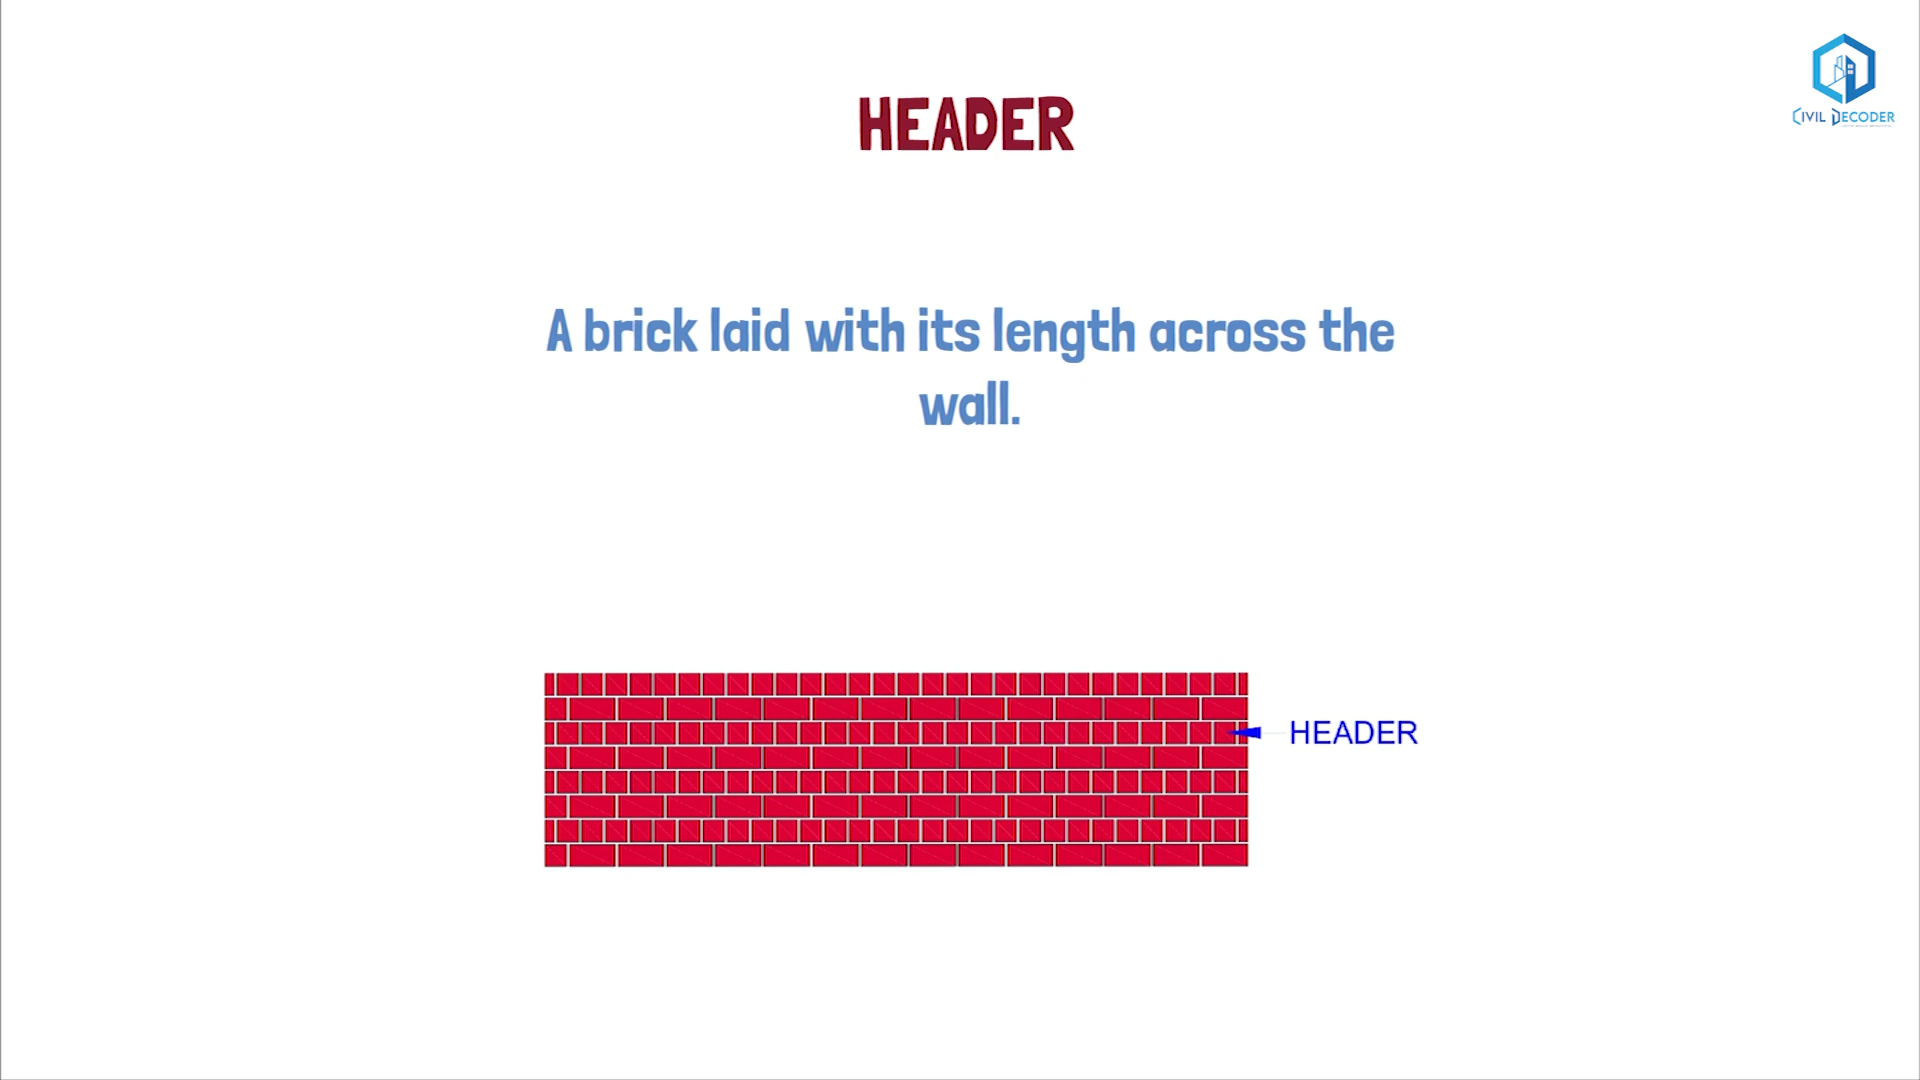 HEADER
CIVIL DECODER
A brick laid with its length across the
wall.
HEADER